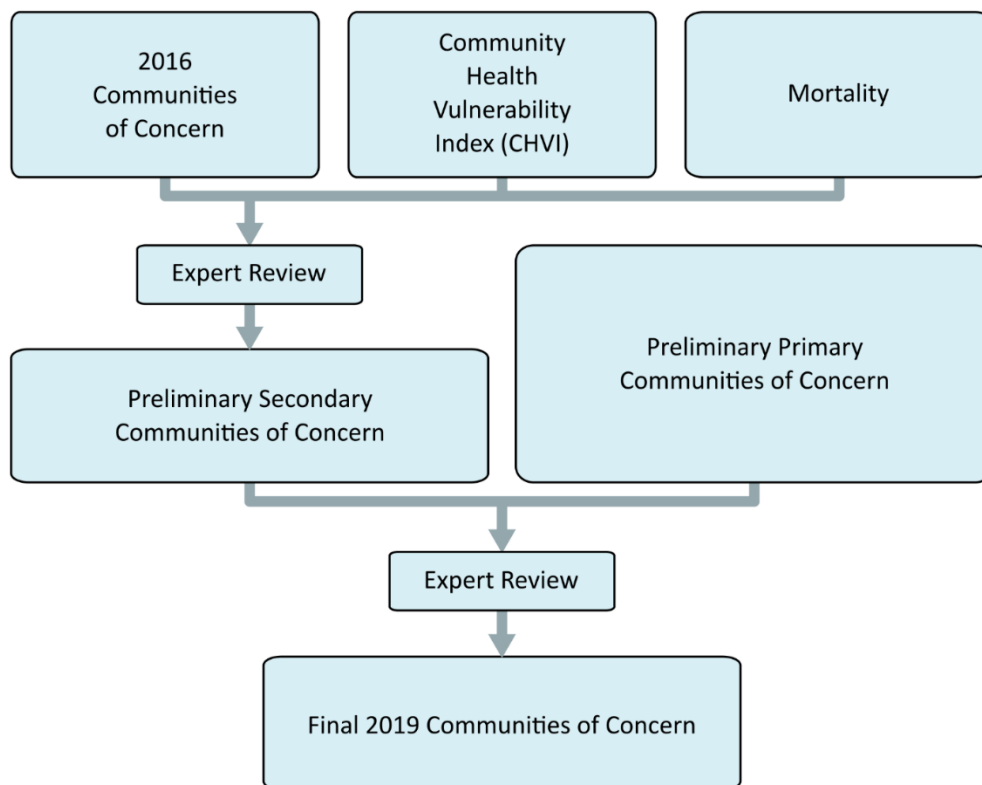 2016
Communities
of Concern
Community
Health
Vulnerability
Index (CHVI)
Mortality
Expert Review
Preliminary Primary
Communities of Concern
Preliminary Secondary
Communities of Concern
Expert Review
Final 2019 Communities of Concern